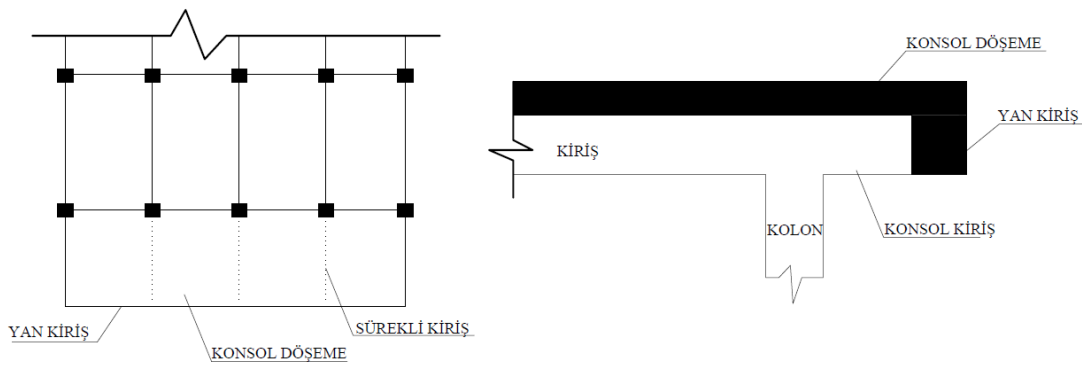 YAN KİRİŞ
KONSOL DÖŞEME
SÜREKLİ KİRİŞ
KONSOL DÖŞEME
YAN KİRİŞ
KİRİŞ
KOLON
KONSOL KİRİŞ